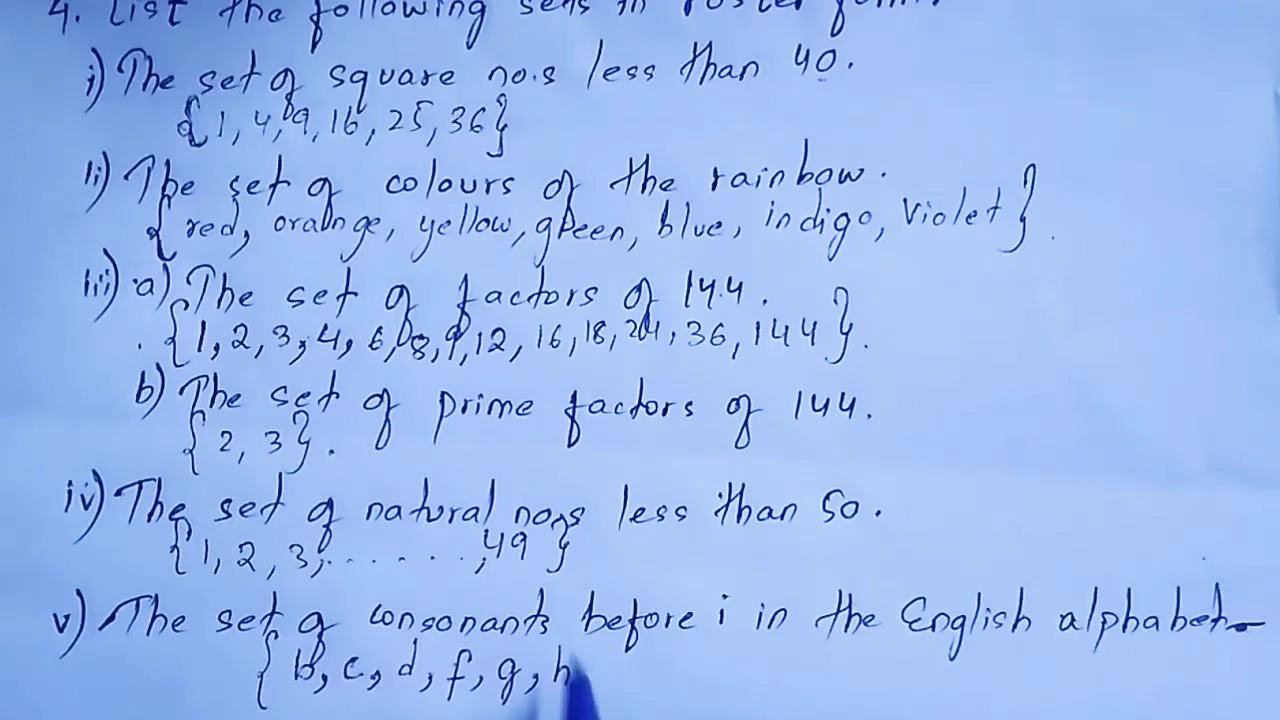 4. List the following sets in roster form.
i) The set of square no.s less than 40.
{1, 4, 9, 16, 25, 36}
ii) The set of colours of the rainbow.
{red, orange, yellow, green, blue, indigo, violet}.
iii) a) The set of factors of 144.
{1, 2, 3, 4, 6, 8, 9, 12, 16, 18, 24, 36, 144}.
b) The set of prime factors of 144.
{2, 3}.
iv) The set of natural nos less than 50.
{1, 2, 3, ......, 49}
v) The set of consonants before i in the English alphabet.
{b, c, d, f, g, h